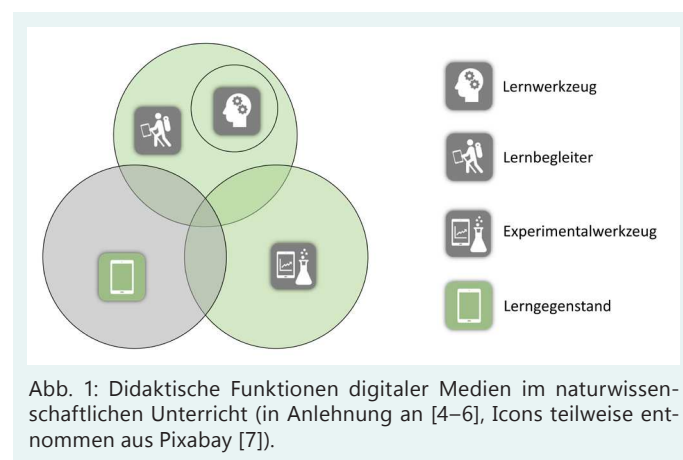 Lernwerkzeug
Lernbegleiter
Experimentalwerkzeug
Lerngegenstand
Abb. 1: Didaktische Funktionen digitaler Medien im naturwissen-
schaftlichen Unterricht (in Anlehnung an [4–6], Icons teilweise ent-
nommen aus Pixabay [7]).